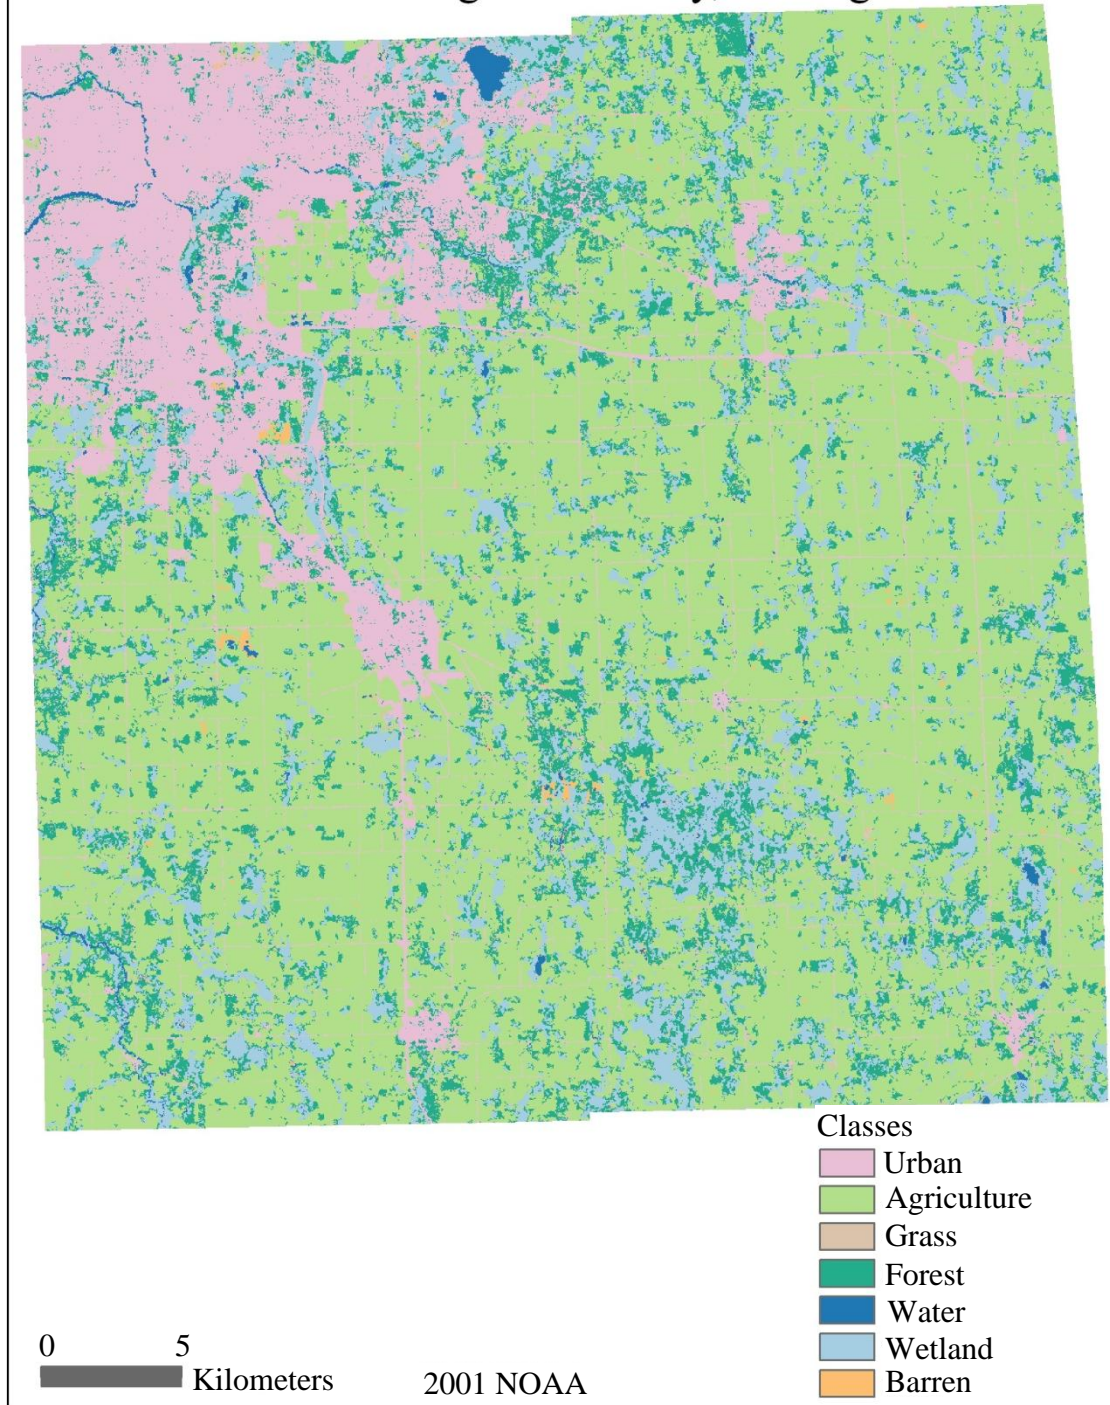 Classes
Urban
Agriculture
Grass
Forest
Water
Wetland
Barren
0 5
Kilometers
2001 NOAA